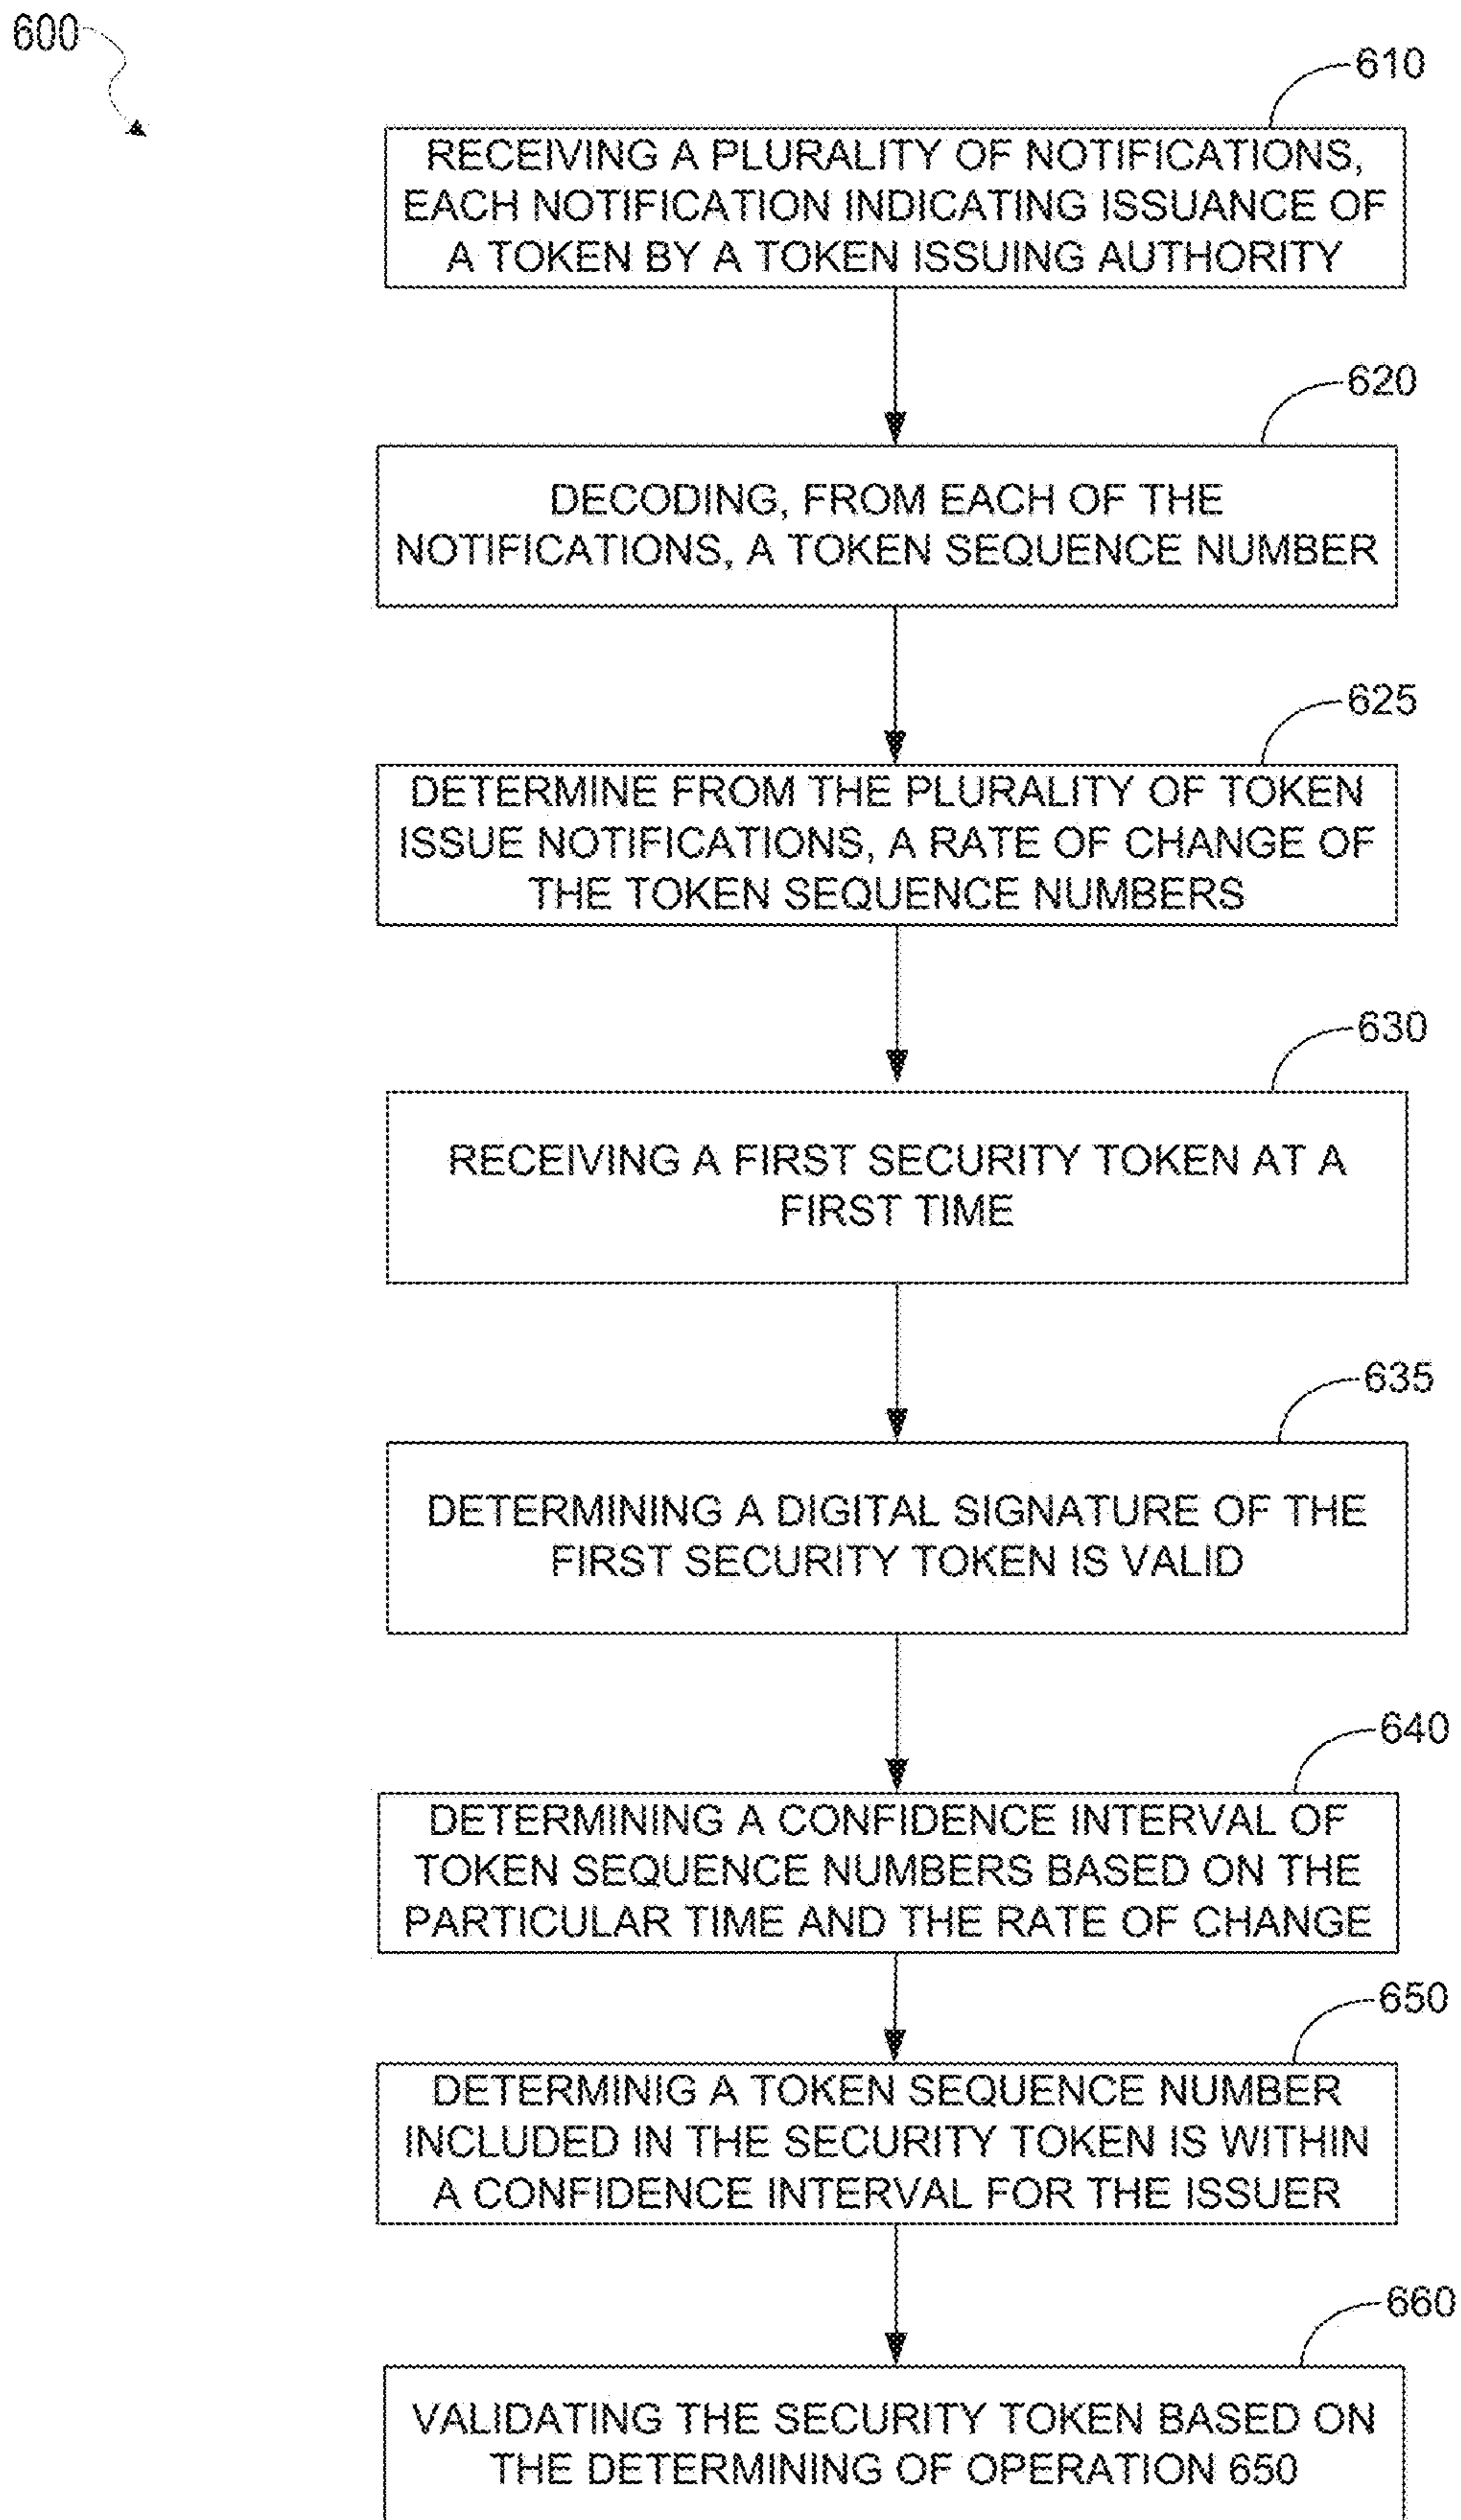 600
610
RECEIVING A PLURALITY OF NOTIFICATIONS,
EACH NOTIFICATION INDICATING ISSUANCE OF
A TOKEN BY A TOKEN ISSUING AUTHORITY
620
DECODING, FROM EACH OF THE
NOTIFICATIONS, A TOKEN SEQUENCE NUMBER
625
DETERMINE FROM THE PLURALITY OF TOKEN
ISSUE NOTIFICATIONS, A RATE OF CHANGE OF
THE TOKEN SEQUENCE NUMBERS
630
RECEIVING A FIRST SECURITY TOKEN AT A
FIRST TIME
635
DETERMINING A DIGITAL SIGNATURE OF THE
FIRST SECURITY TOKEN IS VALID
640
DETERMINING A CONFIDENCE INTERVAL OF
TOKEN SEQUENCE NUMBERS BASED ON THE
PARTICULAR TIME AND THE RATE OF CHANGE
650
DETERMINIG A TOKEN SEQUENCE NUMBER
INCLUDED IN THE SECURITY TOKEN IS WITHIN
A CONFIDENCE INTERVAL FOR THE ISSUER
660
VALIDATING THE SECURITY TOKEN BASED ON
THE DETERMINING OF OPERATION 650